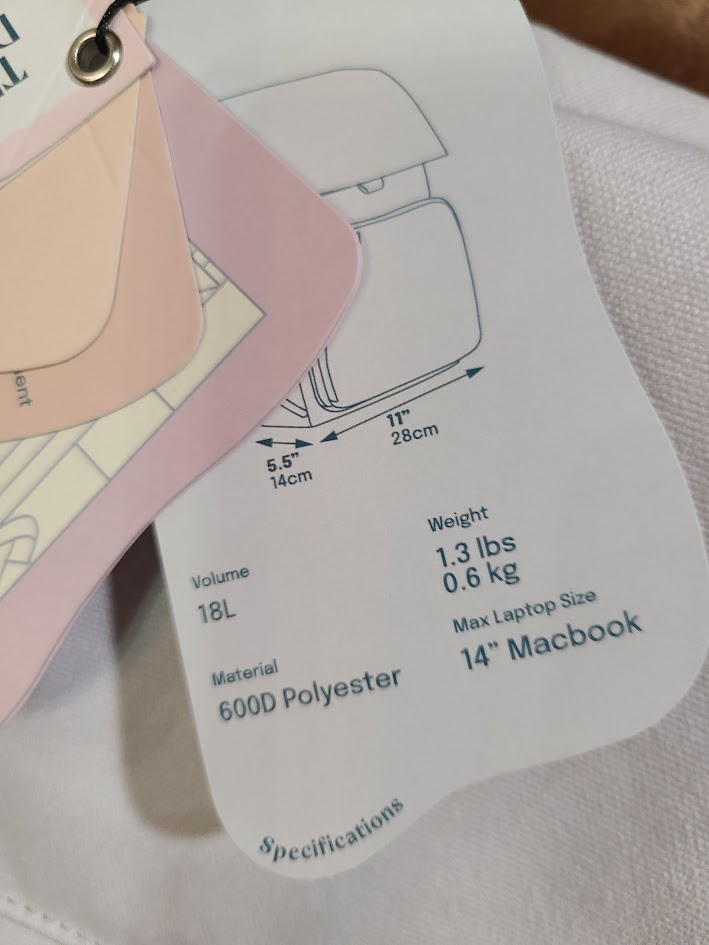 11”
28cm
5.5”
14cm
Weight
1.3 lbs
0.6 kg
Volume
18L
Max Laptop Size
14” Macbook
Material
600D Polyester
Specifications